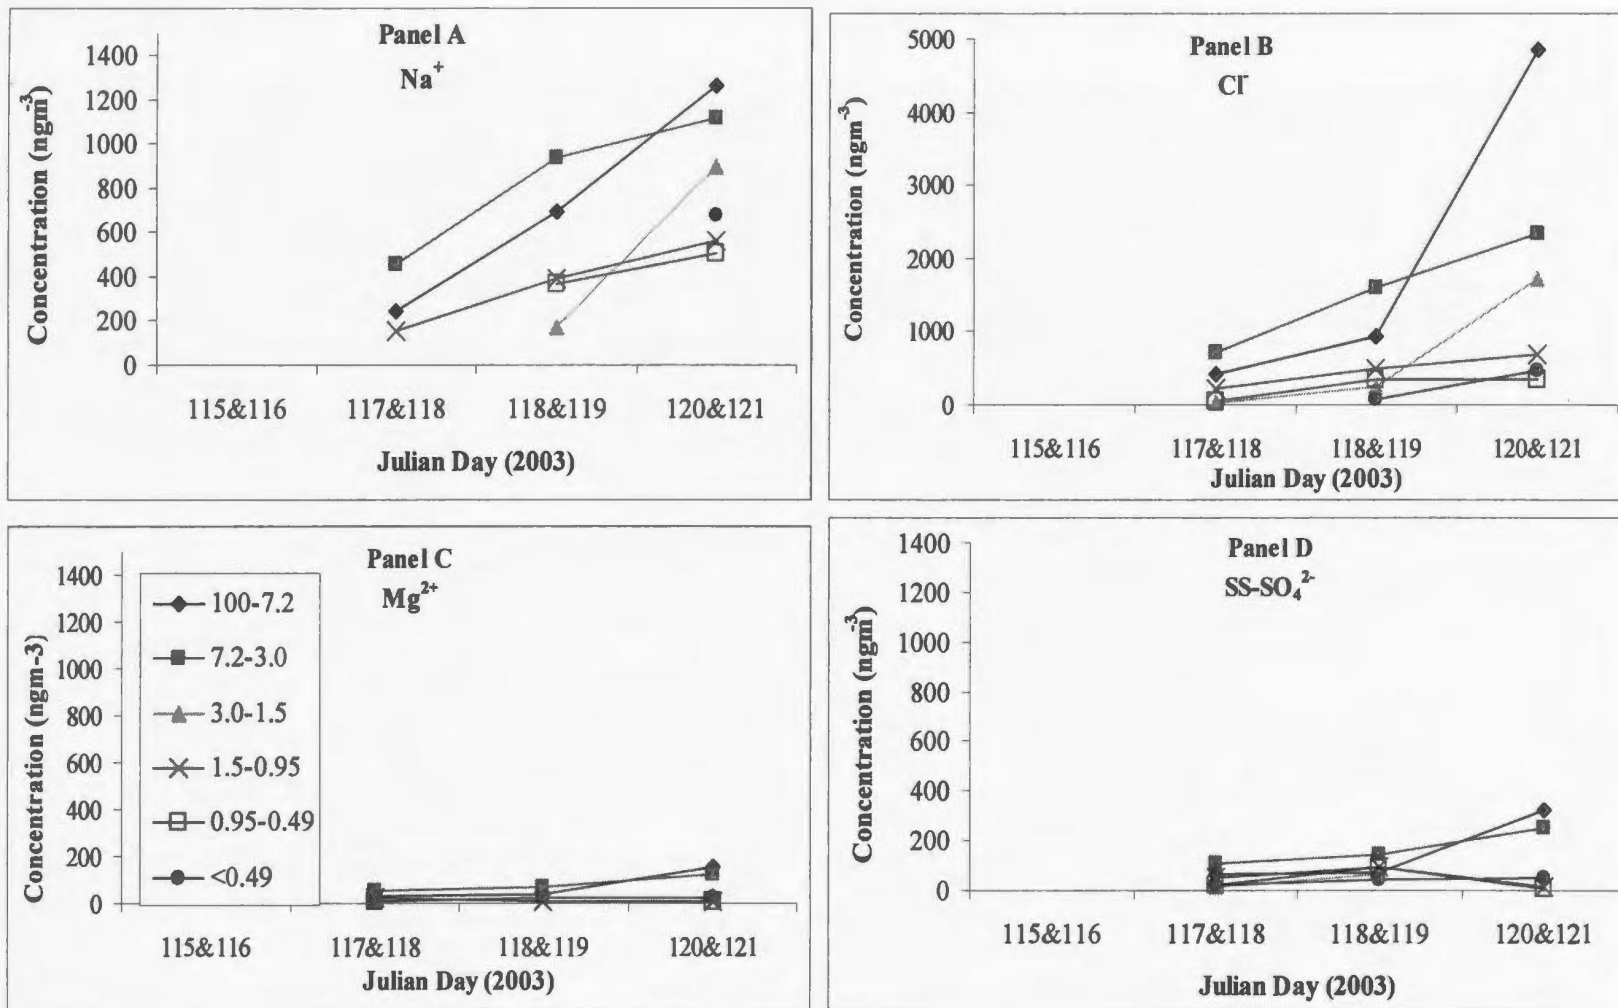 Panel A
Na⁺
Concentration (ngm⁻³)
1400
1200
1000
800
600
400
200
0
115&116 117&118 118&119 120&121
Julian Day (2003)
Panel B
Cl⁻
Concentration (ngm⁻³)
5000
4000
3000
2000
1000
0
115&116 117&118 118&119 120&121
Julian Day (2003)
Panel C
Mg²⁺
Concentration (ngm-3)
1400
1200
1000
800
600
400
200
0
100-7.2
7.2-3.0
3.0-1.5
1.5-0.95
0.95-0.49
<0.49
115&116 117&118 118&119 120&121
Julian Day (2003)
Panel D
SS-SO₄²⁻
Concentration (ngm⁻³)
1400
1200
1000
800
600
400
200
0
115&116 117&118 118&119 120&121
Julian Day (2003)